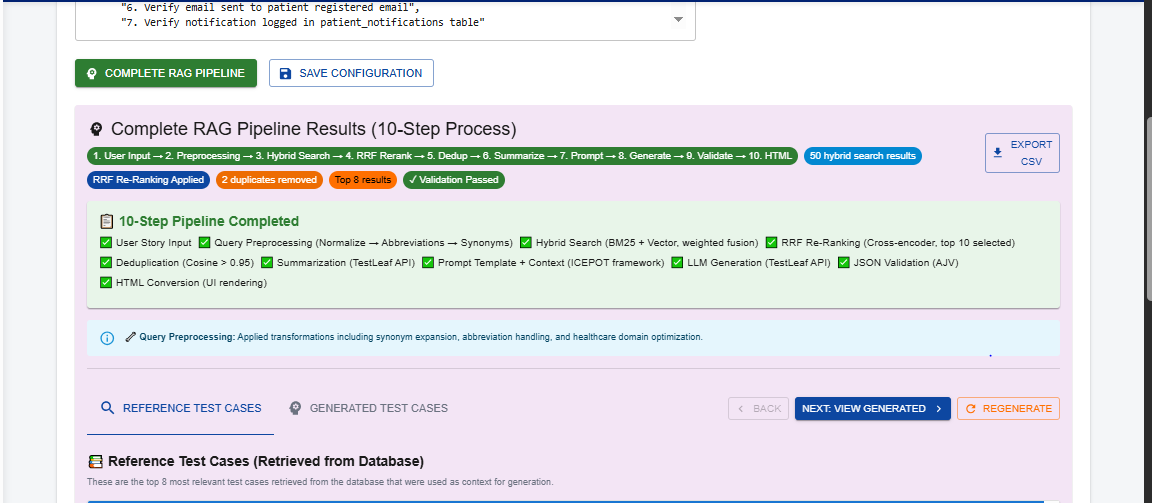 "6. Verify email sent to patient registered email",
"7. Verify notification logged in patient_notifications table"
COMPLETE RAG PIPELINE
SAVE CONFIGURATION
Complete RAG Pipeline Results (10-Step Process)
1. User Input → 2. Preprocessing → 3. Hybrid Search → 4. RRF Rerank → 5. Dedup → 6. Summarize → 7. Prompt → 8. Generate → 9. Validate → 10. HTML
50 hybrid search results
EXPORT
CSV
RRF Re-Ranking Applied
2 duplicates removed
Top 8 results
✓ Validation Passed
10-Step Pipeline Completed
✅ User Story Input ✅ Query Preprocessing (Normalize → Abbreviations → Synonyms) ✅ Hybrid Search (BM25 + Vector, weighted fusion) ✅ RRF Re-Ranking (Cross-encoder, top 10 selected)
✅ Deduplication (Cosine > 0.95) ✅ Summarization (TestLeaf API) ✅ Prompt Template + Context (ICEPOT framework) ✅ LLM Generation (TestLeaf API) ✅ JSON Validation (AJV)
✅ HTML Conversion (UI rendering)
Query Preprocessing: Applied transformations including synonym expansion, abbreviation handling, and healthcare domain optimization.
REFERENCE TEST CASES
GENERATED TEST CASES
BACK
NEXT: VIEW GENERATED
REGENERATE
Reference Test Cases (Retrieved from Database)
These are the top 8 most relevant test cases retrieved from the database that were used as context for generation.